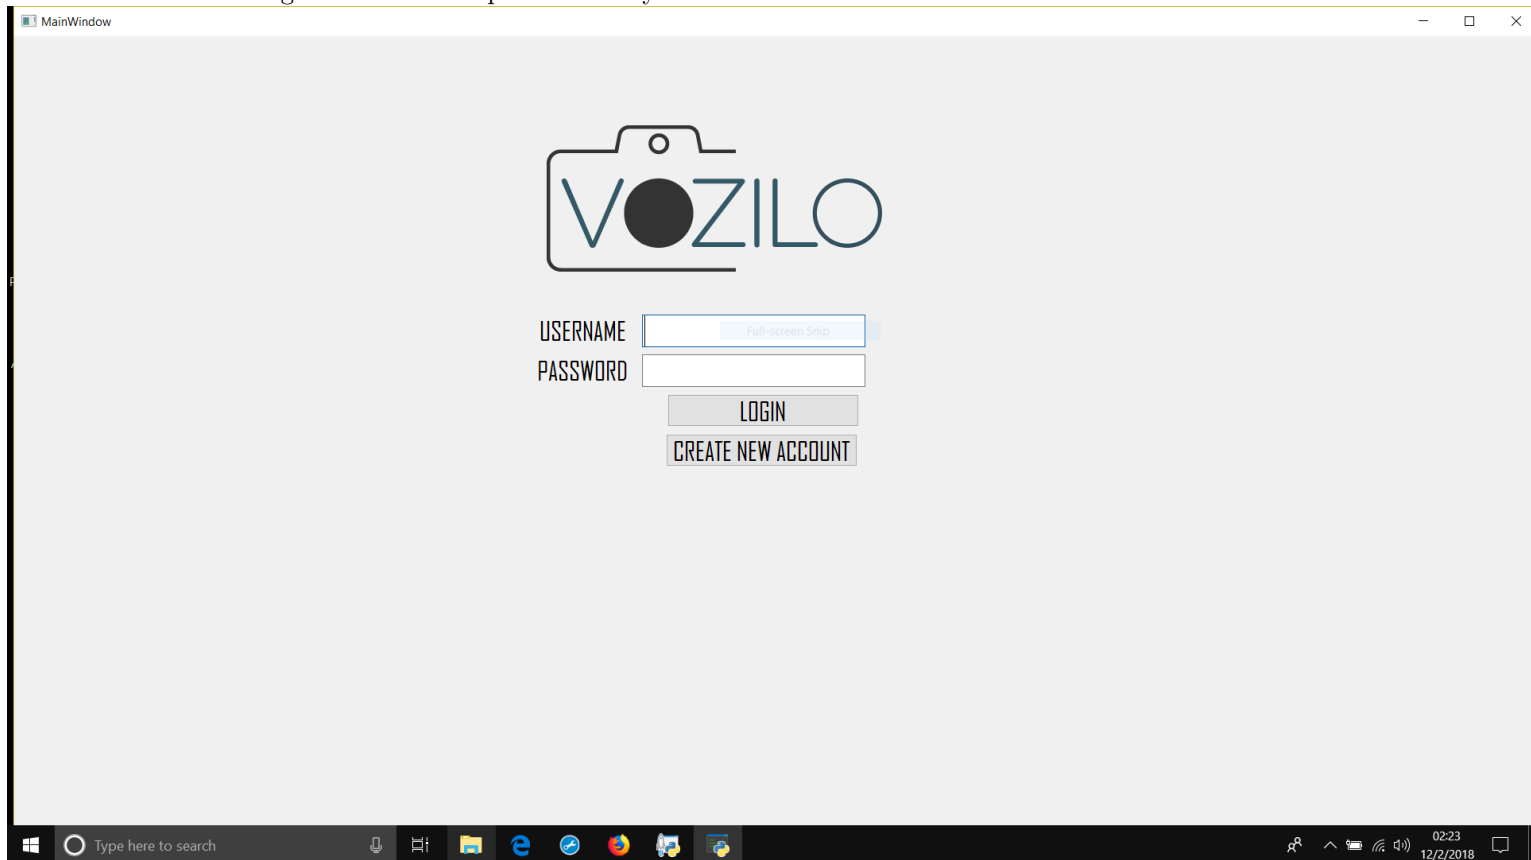 MainWindow
VOZILO
USERNAME
Full-screen Snip
PASSWORD
LOGIN
CREATE NEW ACCOUNT
Type here to search
02:23
12/2/2018